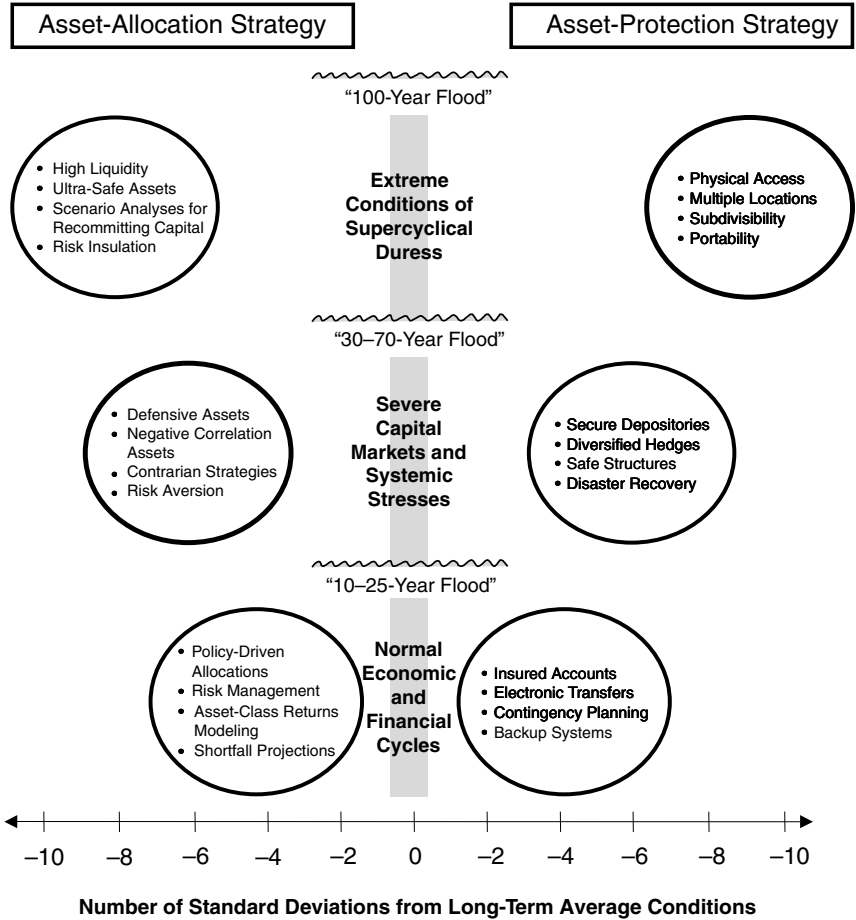 Asset-Allocation Strategy
Asset-Protection Strategy
“100-Year Flood”
• High Liquidity
• Ultra-Safe Assets
• Scenario Analyses for
Recommitting Capital
• Risk Insulation
Extreme
Conditions of
Supercyclical
Duress
• Physical Access
• Multiple Locations
• Subdivisibility
• Portability
“30–70-Year Flood”
• Defensive Assets
• Negative Correlation
Assets
• Contrarian Strategies
• Risk Aversion
Severe
Capital
Markets and
Systemic
Stresses
• Secure Depositories
• Diversified Hedges
• Safe Structures
• Disaster Recovery
“10–25-Year Flood”
• Policy-Driven
Allocations
• Risk Management
• Asset-Class Returns
Modeling
• Shortfall Projections
Normal
Economic
and
Financial
Cycles
• Insured Accounts
• Electronic Transfers
• Contingency Planning
• Backup Systems
–10 –8 –6 –4 –2 0 –2 –4 –6 –8 –10
Number of Standard Deviations from Long-Term Average Conditions